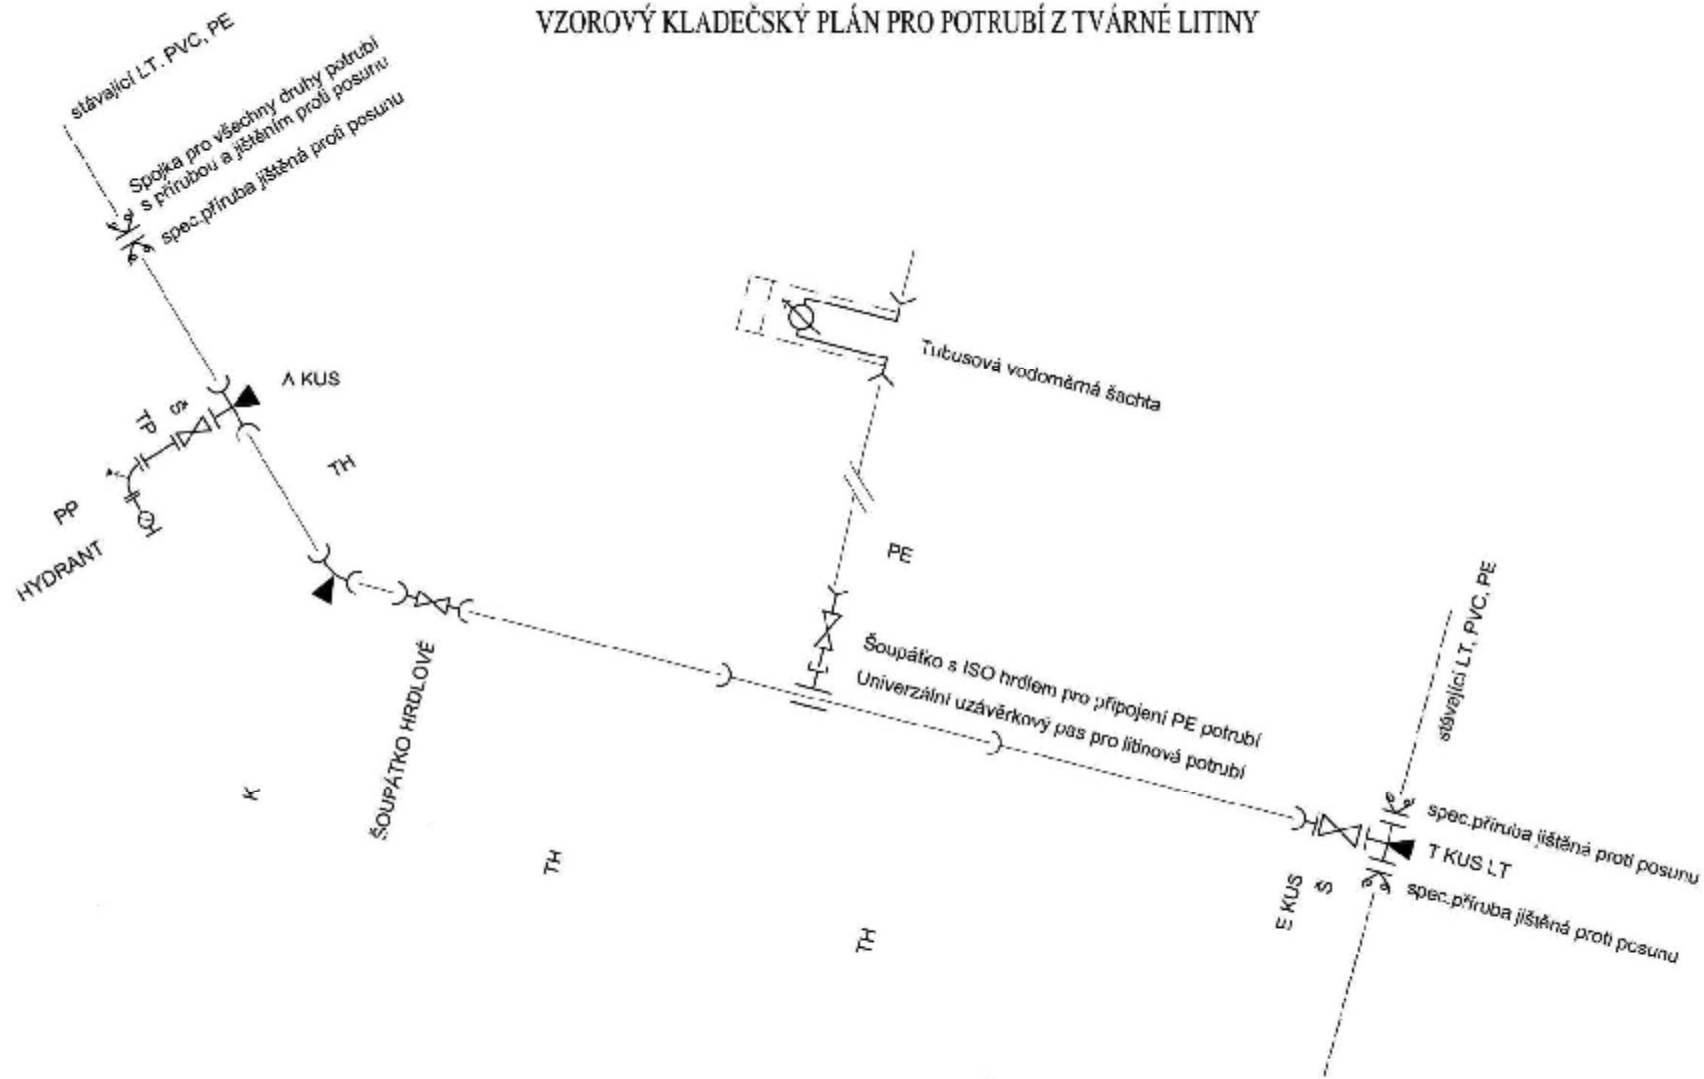 VZOROVÝ KLADEČSKÝ PLÁN PRO POTRUBÍ Z TVÁRNÉ LITINY
stávající LT, PVC, PE
Spojka pro všechny druhy potrubí
s přírubou a jištěním proti posunu
spec.příruba jištěná proti posunu
A KUS
Š
TP
TH
PP
HYDRANT
Tubusová vodoměrná šachta
PE
Šoupátko s ISO hrdlem pro připojení PE potrubí
Univerzální uzávěrkový pas pro litinová potrubí
ŠOUPÁTKO HRDLOVÉ
K
TH
TH
stávající LT, PVC, PE
spec.příruba jištěná proti posunu
T KUS LT
spec.příruba jištěná proti posunu
E KUS
Š